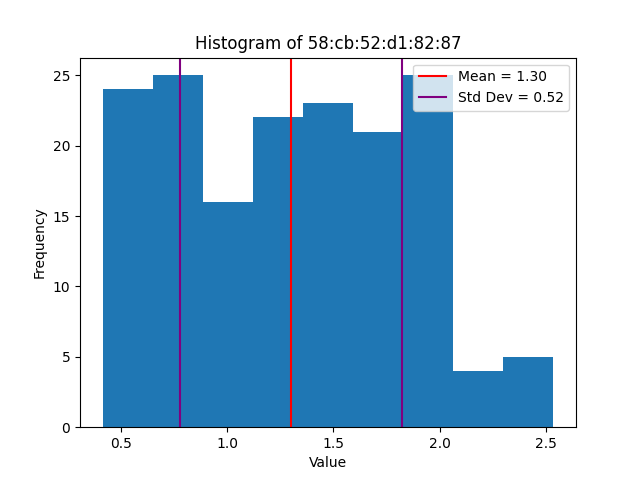 Histogram of 58:cb:52:d1:82:87
Mean = 1.30
Std Dev = 0.52
Frequency
25
20
15
10
5
0
0.5 1.0 1.5 2.0 2.5
Value